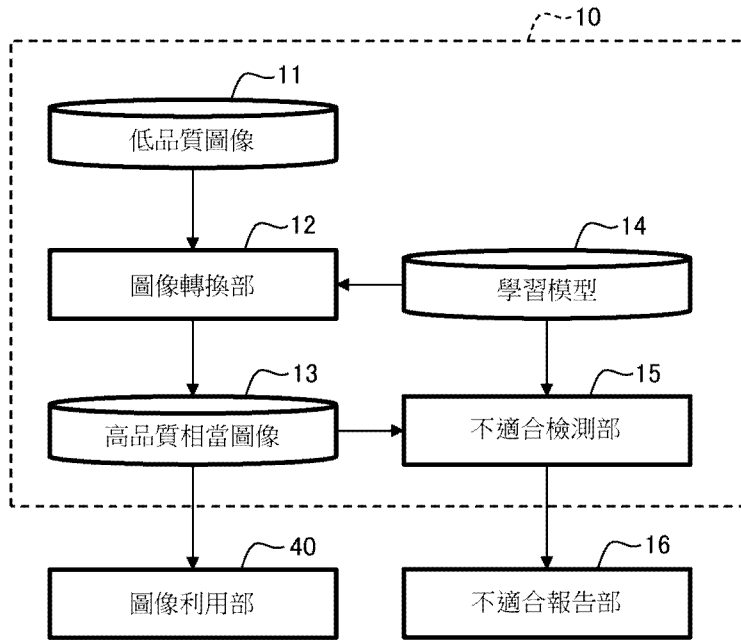 10
11
低品質圖像
12
圖像轉換部
14
學習模型
13
高品質相當圖像
15
不適合檢測部
40
圖像利用部
16
不適合報告部